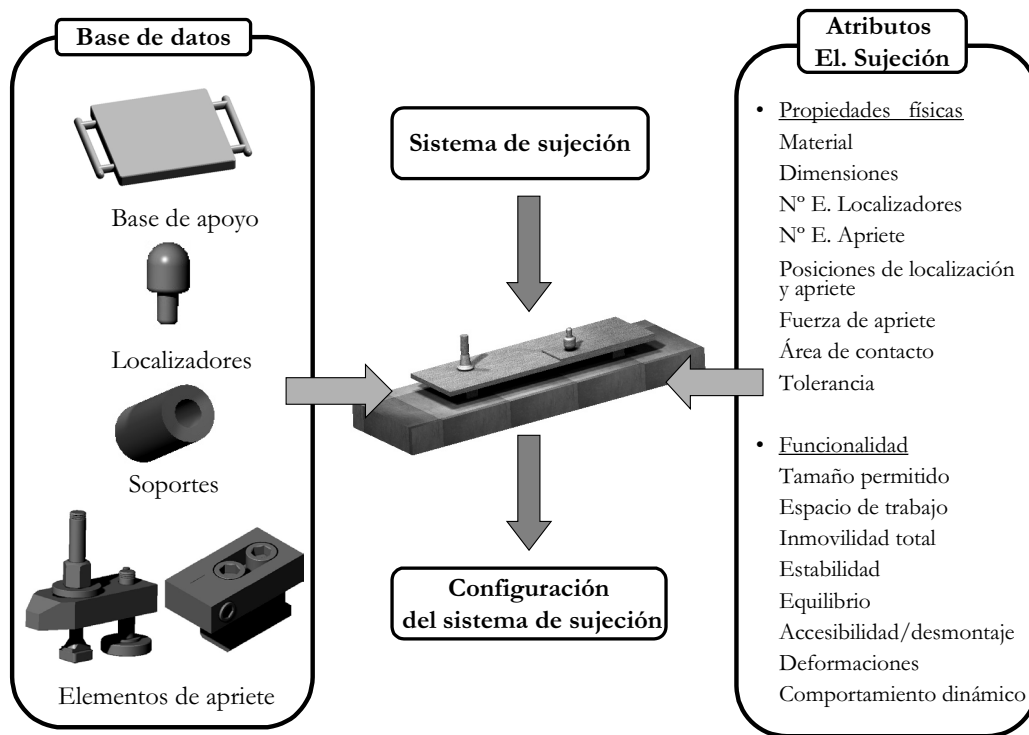 Base de datos
Base de apoyo
Localizadores
Soportes
Elementos de apriete
Sistema de sujeción
Configuración
del sistema de sujeción
Atributos
El. Sujeción
• Propiedades físicas
Material
Dimensiones
Nº E. Localizadores
Nº E. Apriete
Posiciones de localización
y apriete
Fuerza de apriete
Área de contacto
Tolerancia
• Funcionalidad
Tamaño permitido
Espacio de trabajo
Inmovilidad total
Estabilidad
Equilibrio
Accesibilidad/desmontaje
Deformaciones
Comportamiento dinámico